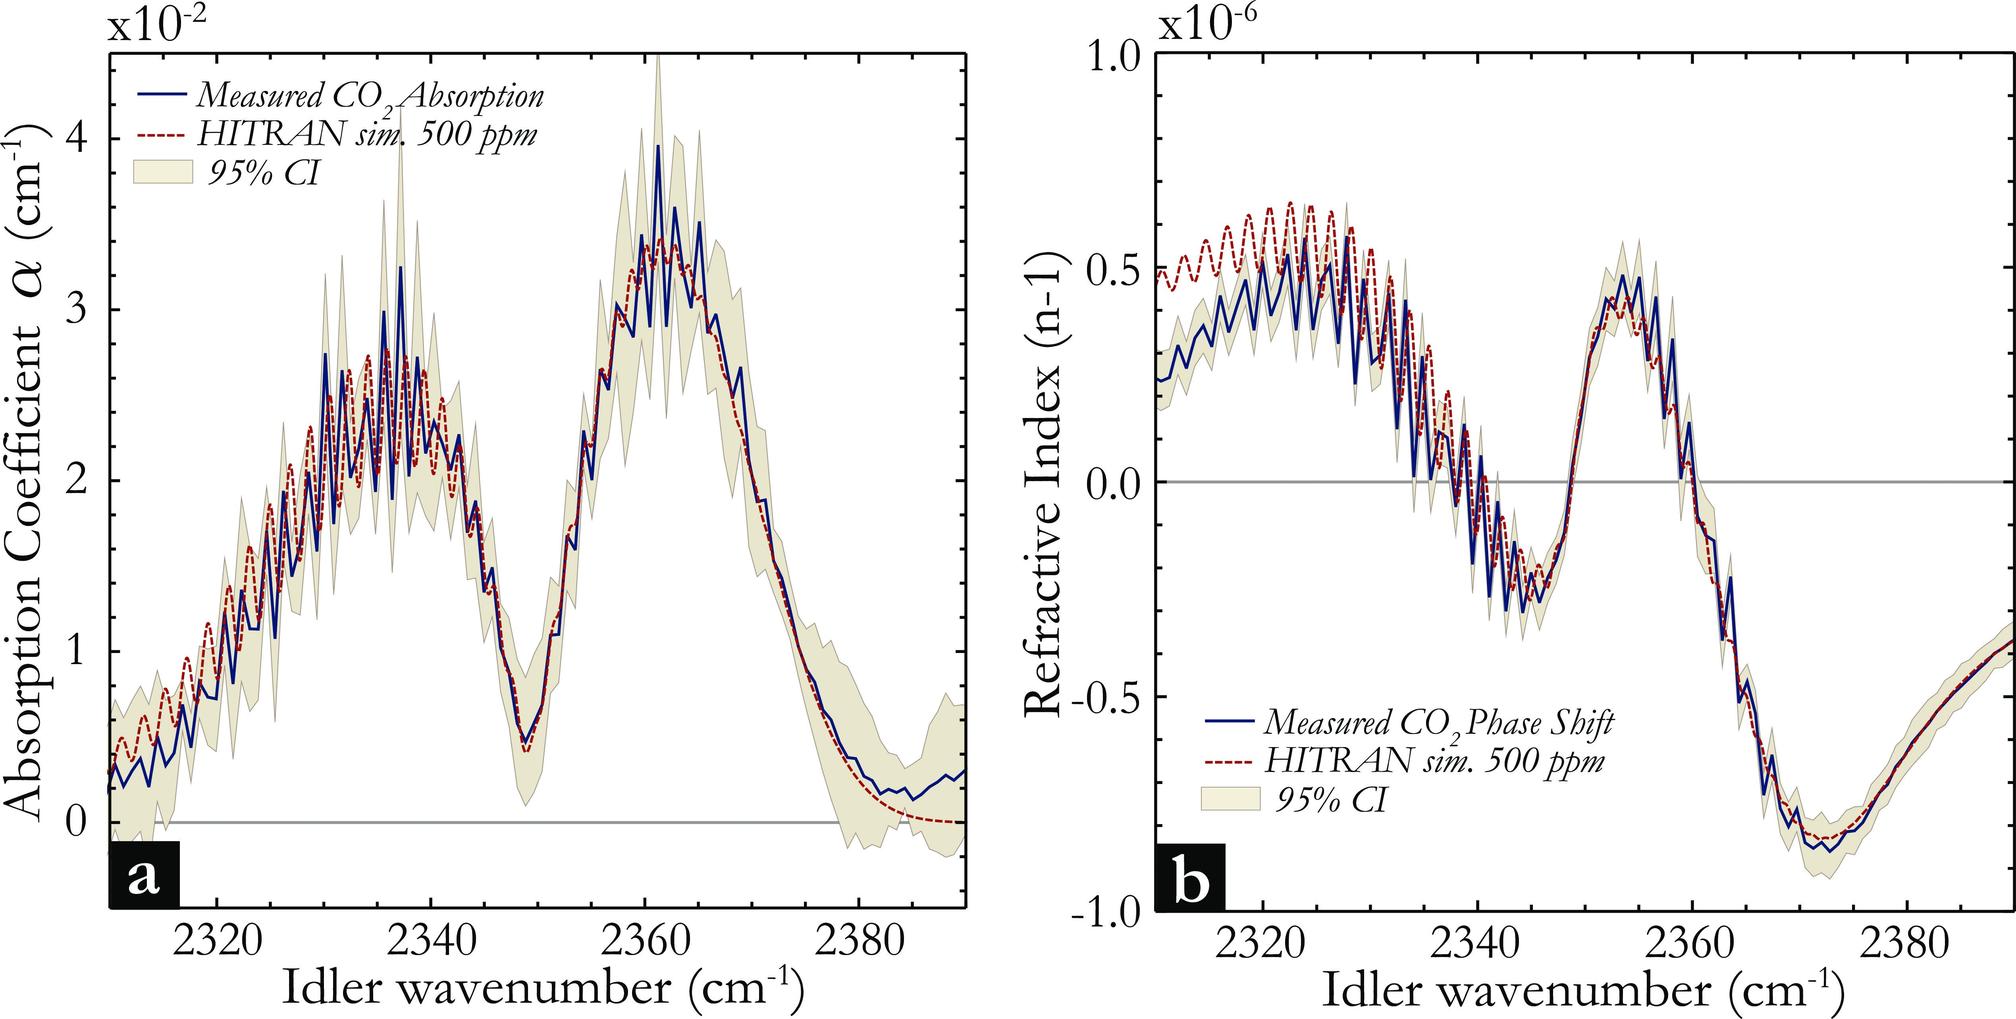 x10-2
Measured CO2 Absorption
HITRAN sim. 500 ppm
95% CI
4
3
2
1
0
Absorption Coefficient α (cm-1)
a
2320 2340 2360 2380
Idler wavenumber (cm-1)
x10-6
1.0
0.5
0.0
-0.5
-1.0
Refractive Index (n-1)
Measured CO2 Phase Shift
HITRAN sim. 500 ppm
95% CI
b
2320 2340 2360 2380
Idler wavenumber (cm-1)